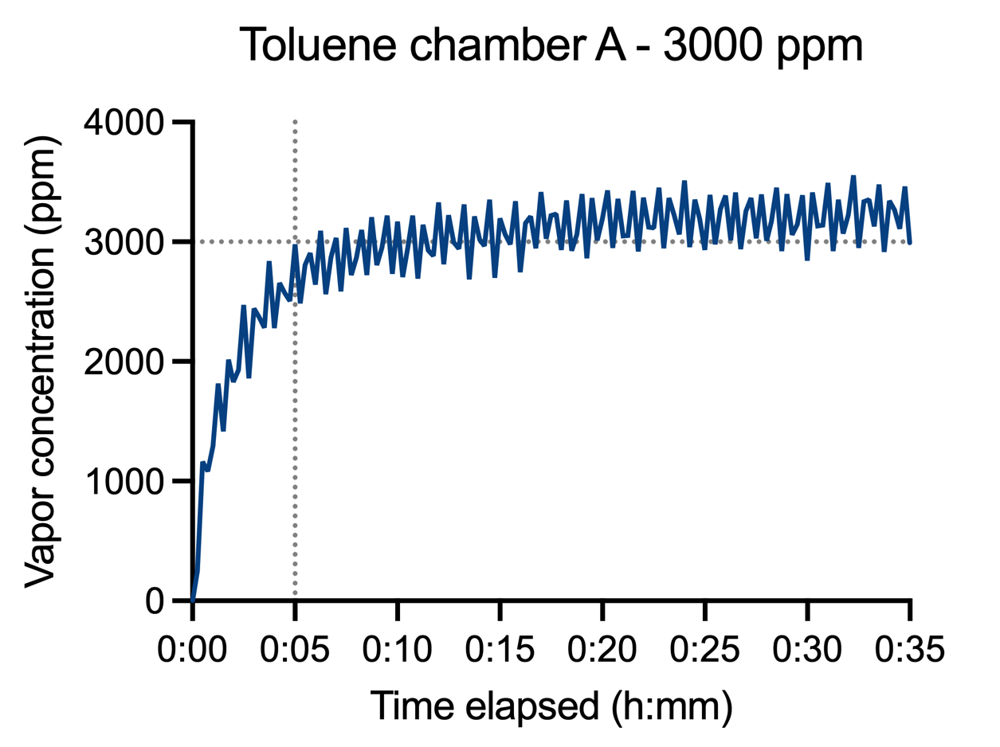 Toluene chamber A - 3000 ppm
Vapor concentration (ppm)
4000
3000
2000
1000
0
0:00 0:05 0:10 0:15 0:20 0:25 0:30 0:35
Time elapsed (h:mm)